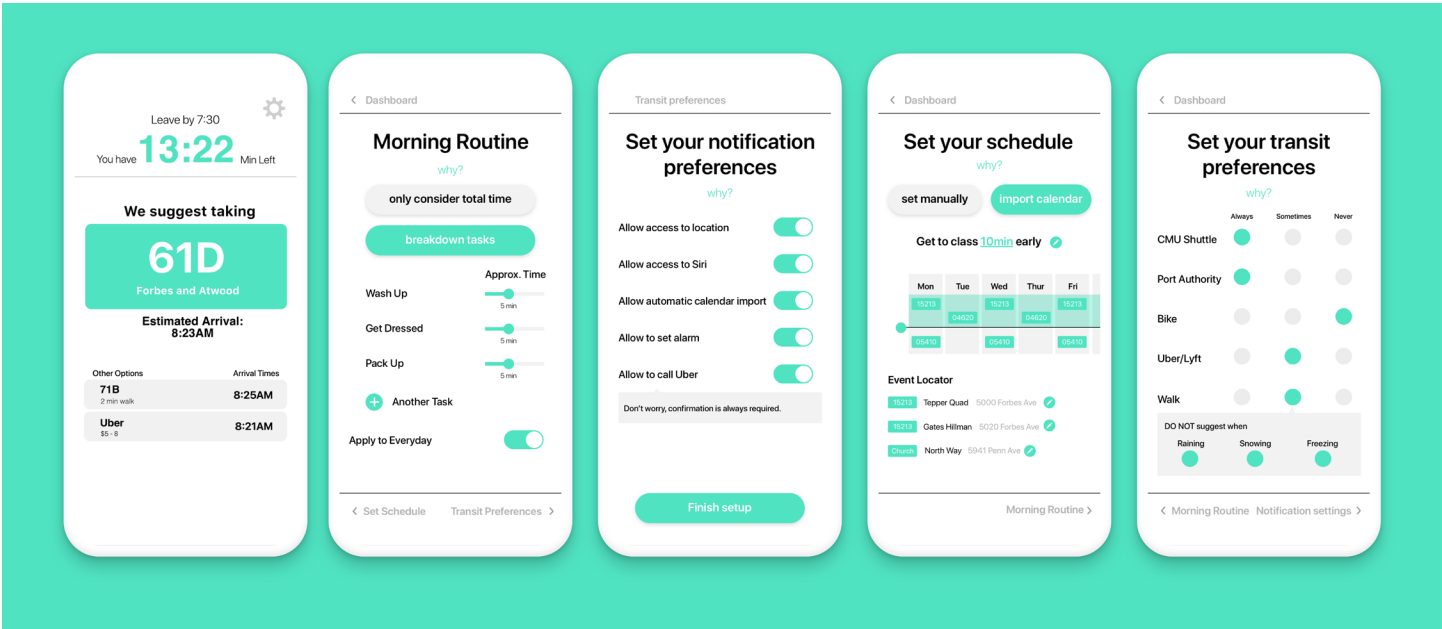 Leave by 7:30
You have 13:22 Min Left
We suggest taking
61D
Forbes and Atwood
Estimated Arrival:
8:23AM
Other Options Arrival Times
71B
2 min walk
8:25AM
Uber
$5 - 8
8:21AM
< Dashboard
Morning Routine
why?
only consider total time
breakdown tasks
Approx. Time
Wash Up
5 min
Get Dressed
5 min
Pack Up
5 min
+ Another Task
Apply to Everyday
< Set Schedule Transit Preferences >
Transit preferences
Set your notification
preferences
why?
Allow access to location
Allow access to Siri
Allow automatic calendar import
Allow to set alarm
Allow to call Uber
Don't worry, confirmation is always required.
Finish setup
< Dashboard
Set your schedule
why?
set manually import calendar
Get to class 10min early
Mon Tue Wed Thur Fri
15213 15213 15213
04620 04620
05410 05410 05410
Event Locator
15213 Tepper Quad 5000 Forbes Ave
15213 Gates Hillman 5020 Forbes Ave
Church North Way 5941 Penn Ave
Morning Routine >
< Dashboard
Set your transit
preferences
why?
Always Sometimes Never
CMU Shuttle
Port Authority
Bike
Uber/Lyft
Walk
DO NOT suggest when
Raining Snowing Freezing
< Morning Routine Notification settings >